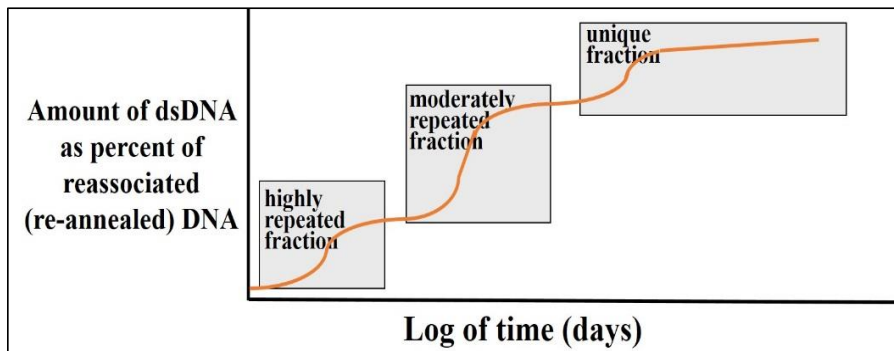 unique
fraction
moderately
repeated
fraction
Amount of dsDNA
as percent of
reassociated
(re-annealed) DNA
highly
repeated
fraction
Log of time (days)